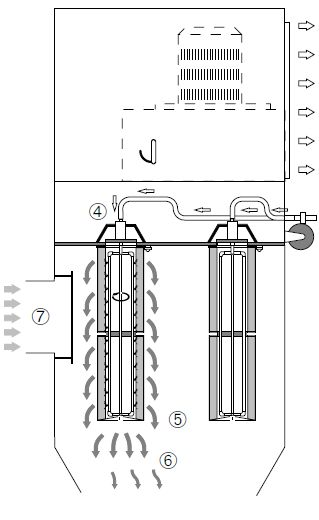 ④
⑤
⑥
⑦